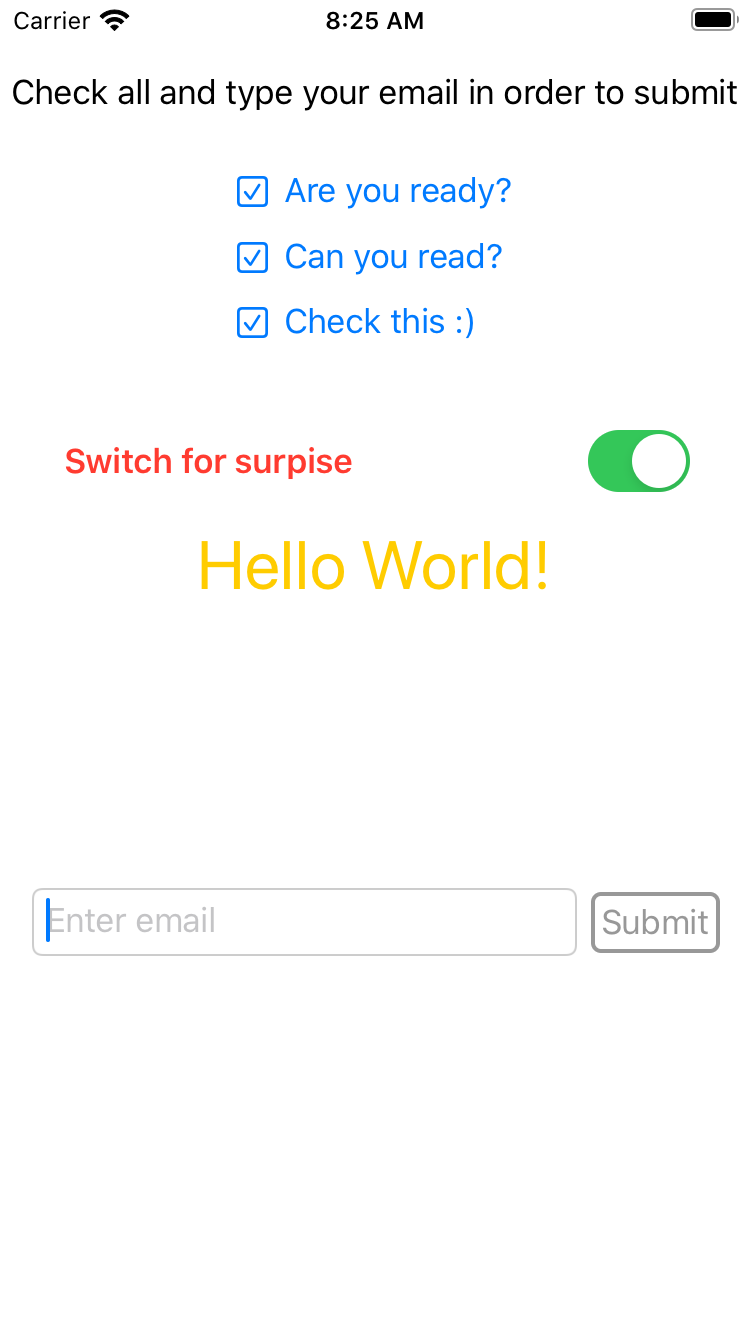 Carrier 8:25 AM
Check all and type your email in order to submit
Are you ready?
Can you read?
Check this :)
Switch for surpise
Hello World!
Enter email Submit